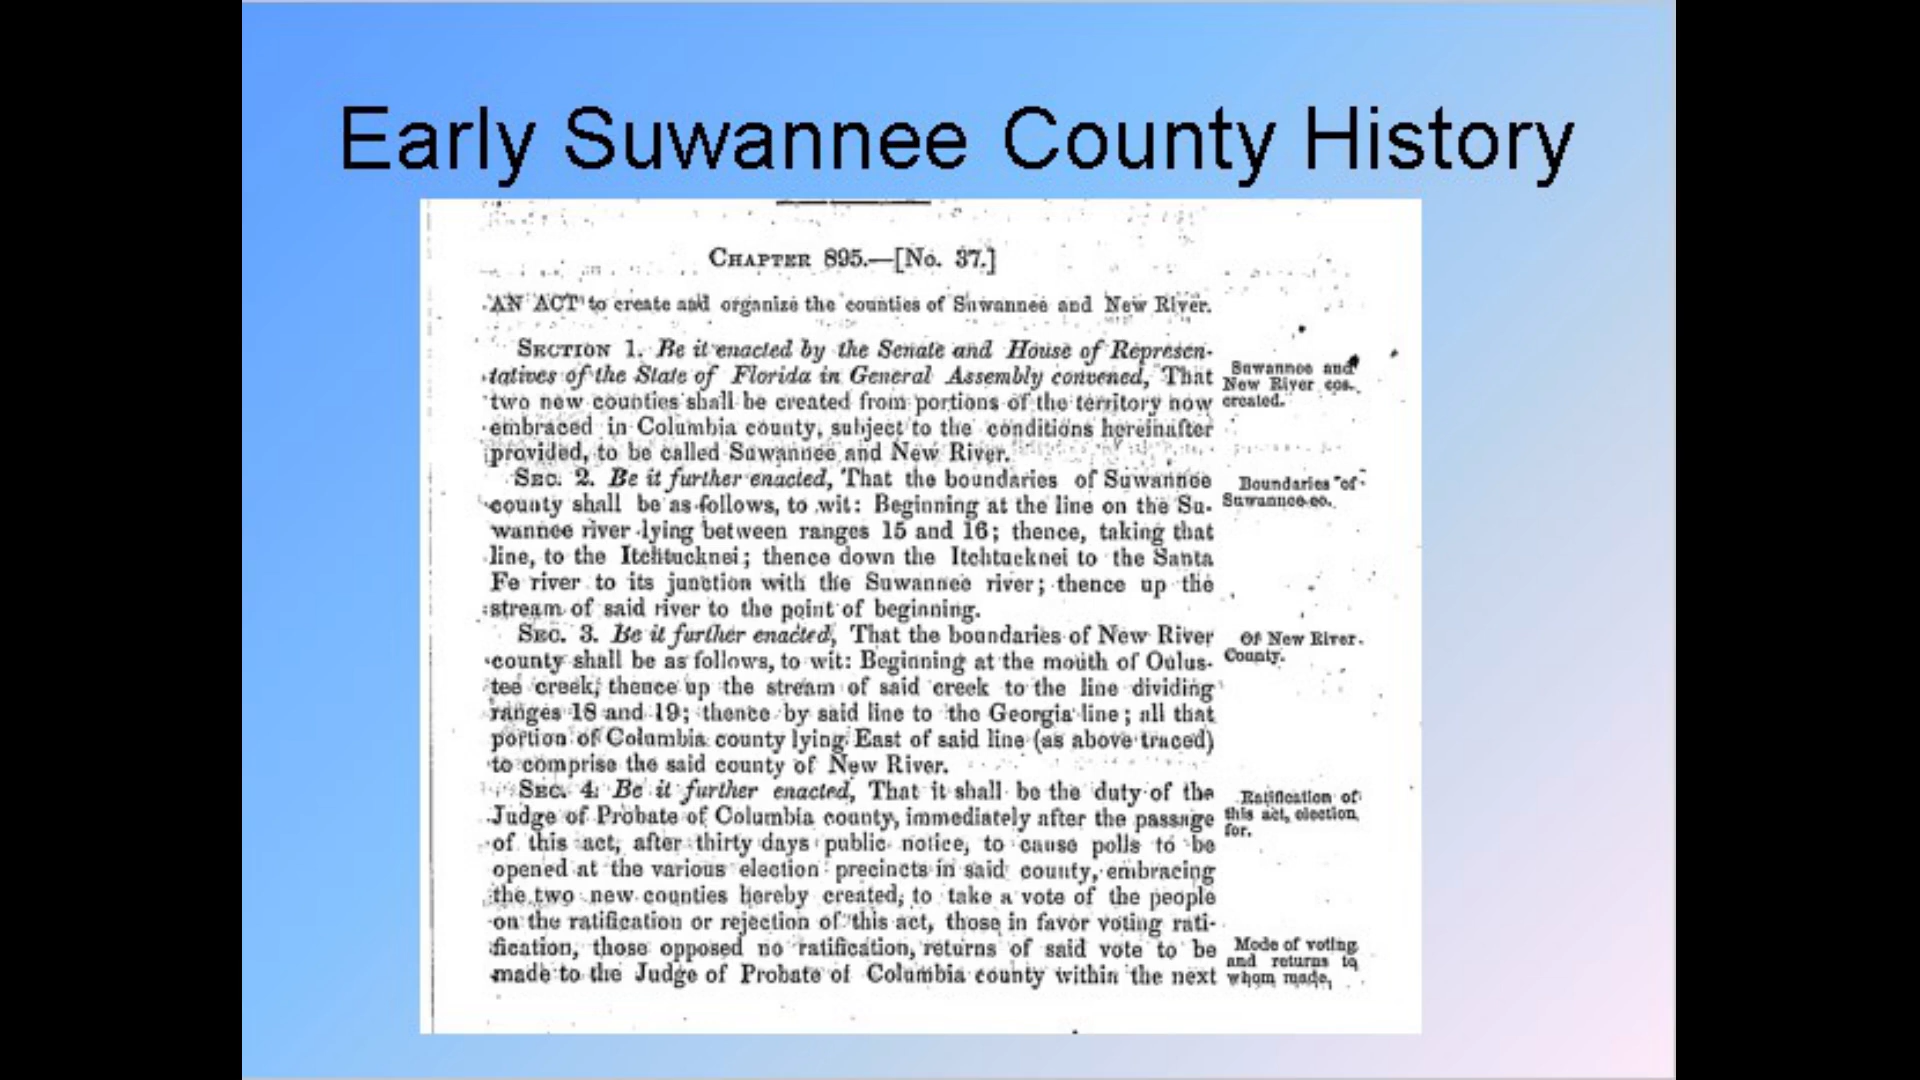 Early Suwannee County History
CHAPTER 895.—[No. 37.]
AN ACT to create and organize the counties of Suwannee and New River.
SECTION 1. Be it enacted by the Senate and House of Represen-
tatives of the State of Florida in General Assembly convened, That
two new counties shall be created from portions of the territory now
embraced in Columbia county, subject to the conditions hereinafter
provided, to be called Suwannee and New River.
Suwannee and
New River cos.
created.
SEC. 2. Be it further enacted, That the boundaries of Suwannee
county shall be as follows, to wit: Beginning at the line on the Su-
wannee river lying between ranges 15 and 16; thence, taking that
line, to the Itchtucknei; thence down the Itchtucknei to the Santa
Fe river to its junction with the Suwannee river; thence up the
stream of said river to the point of beginning.
Boundaries of
Suwannee co.
SEC. 3. Be it further enacted, That the boundaries of New River
county shall be as follows, to wit: Beginning at the mouth of Oulus-
tee creek; thence up the stream of said creek to the line dividing
ranges 18 and 19; thence by said line to the Georgia line; all that
portion of Columbia county lying East of said line (as above traced)
to comprise the said county of New River.
Of New River
County.
SEC. 4. Be it further enacted, That it shall be the duty of the
Judge of Probate of Columbia county, immediately after the passage
of this act, after thirty days public notice, to cause polls to be
opened at the various election precincts in said county, embracing
the two new counties hereby created, to take a vote of the people
on the ratification or rejection of this act, those in favor voting rati-
fication, those opposed no ratification, returns of said vote to be
made to the Judge of Probate of Columbia county within the next
Ratification of
this act, election
for.
Mode of voting
and returns to
whom made,